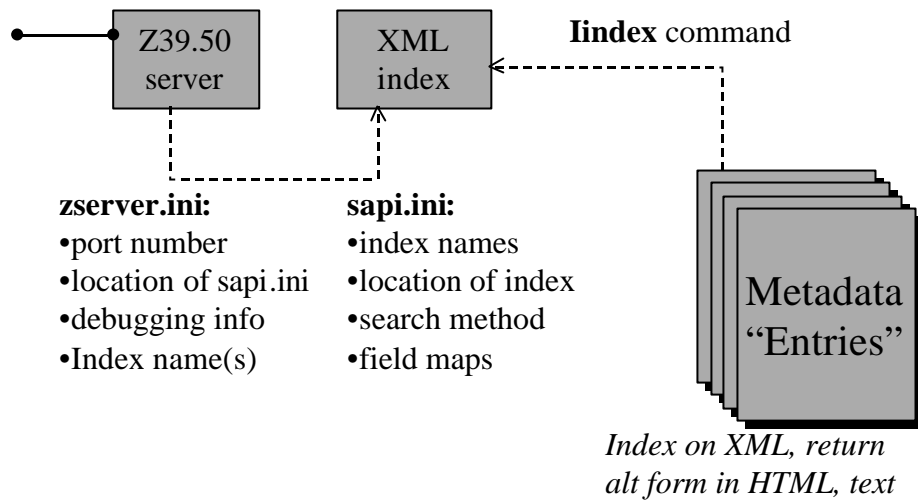 Z39.50
server
XML
index
Iindex command
zserver.ini:
•port number
•location of sapi.ini
•debugging info
•Index name(s)
sapi.ini:
•index names
•location of index
•search method
•field maps
Metadata
“Entries”
Index on XML, return
alt form in HTML, text